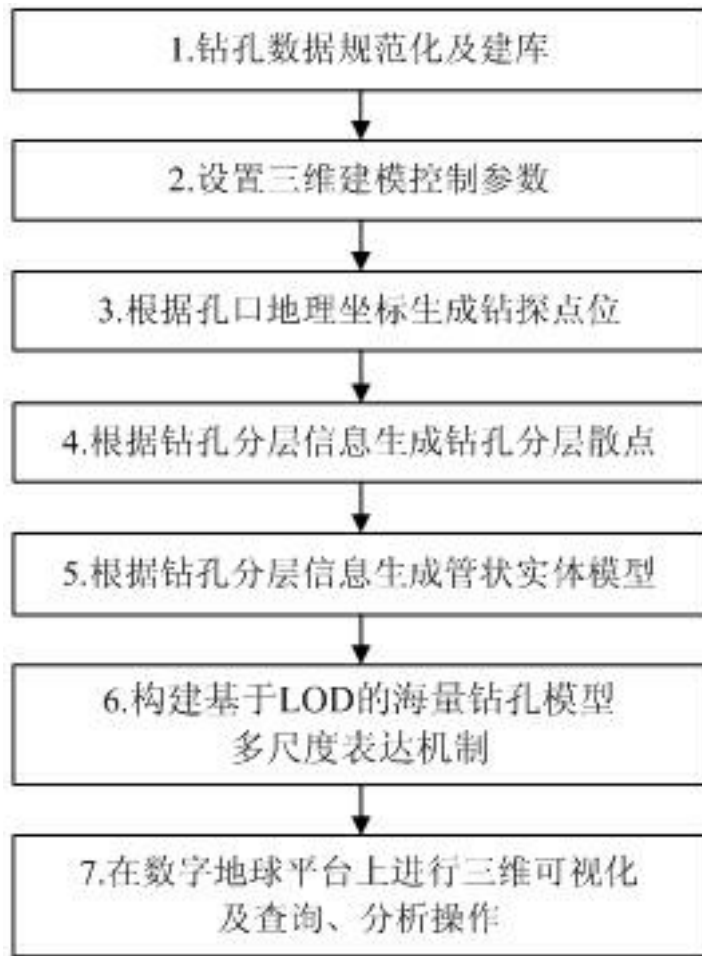 1.钻孔数据规范化及建库
2.设置三维建模控制参数
3.根据孔口地理坐标生成钻探点位
4.根据钻孔分层信息生成钻孔分层散点
5.根据钻孔分层信息生成管状实体模型
6.构建基于LOD的海量钻孔模型
多尺度表达机制
7.在数字地球平台上进行三维可视化
及查询、分析操作